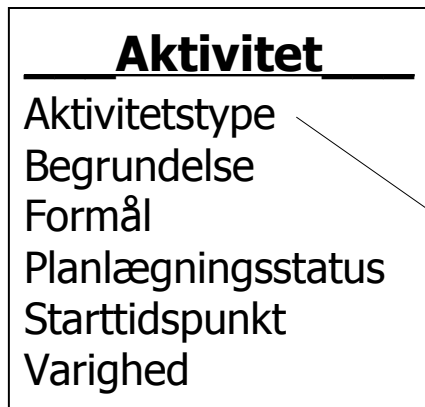 Aktivitet
Aktivitetstype
Begrundelse
Formål
Planlægningsstatus
Starttidspunkt
Varighed